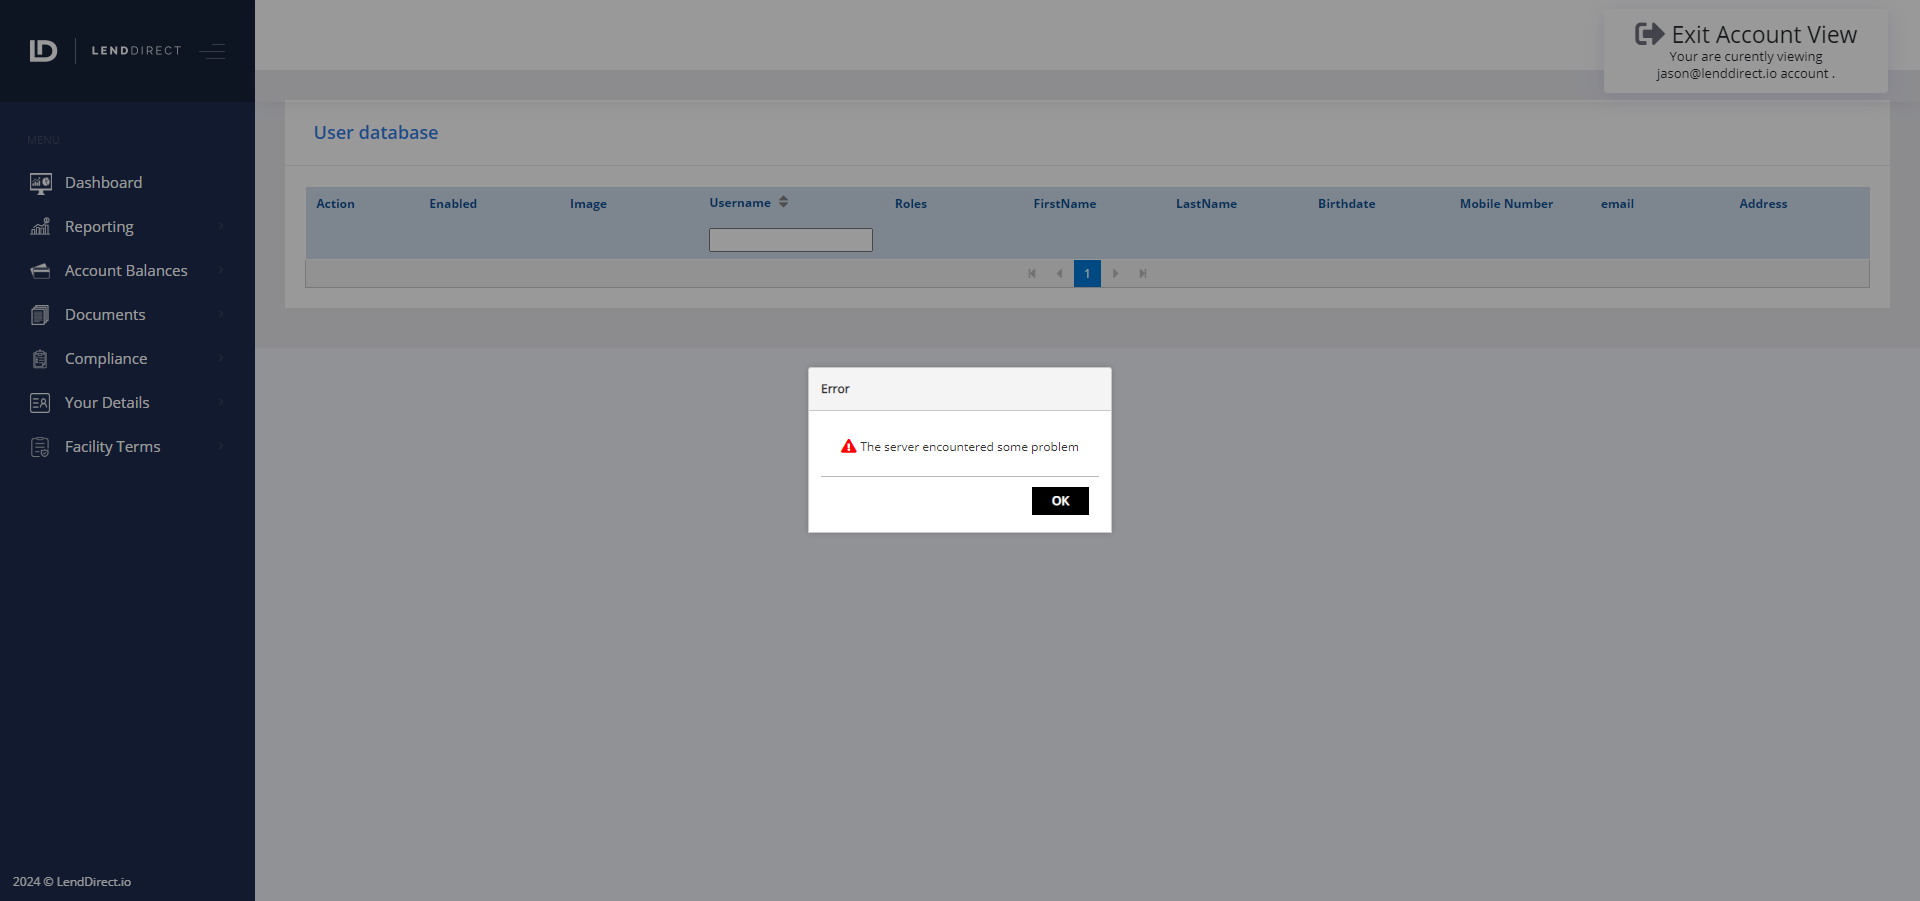 LD | LENDDIRECT
Exit Account View
Your are curently viewing
jason@lenddirect.io account .
MENU
Dashboard
Reporting
Account Balances
Documents
Compliance
Your Details
Facility Terms
User database
Action Enabled Image Username Roles FirstName LastName Birthdate Mobile Number email Address
1
Error
The server encountered some problem
OK
2024 © LendDirect.io